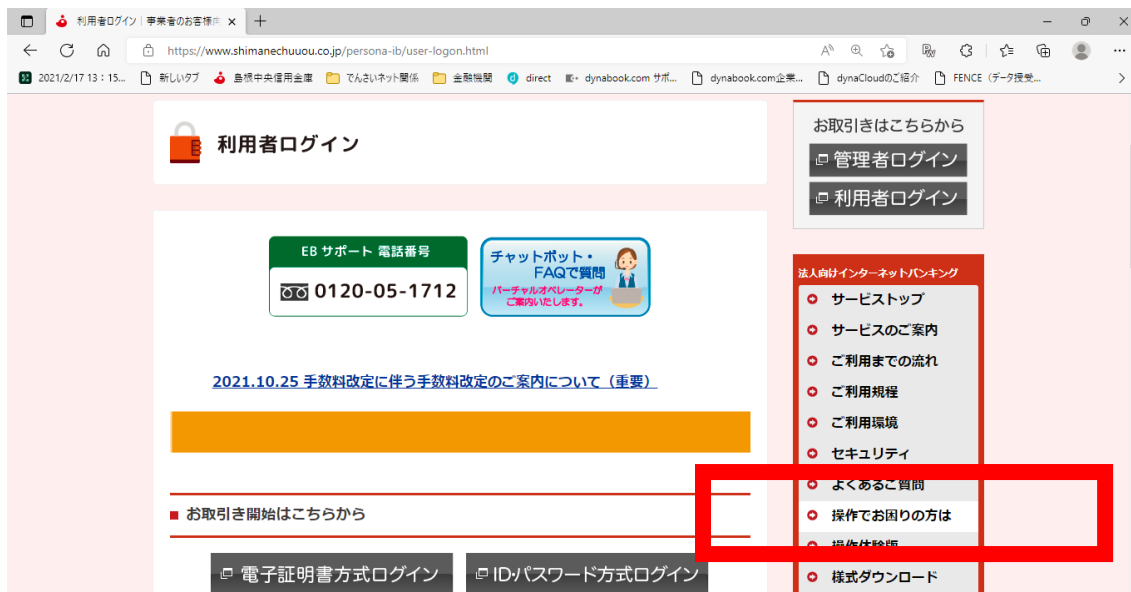 利用者ログイン | 事業者のお客様向
https://www.shimanechuuou.co.jp/persona-ib/user-logon.html
2021/2/17 13:15... 新しいタブ 島根中央信用金庫 でんさいネット関係 金融機関 direct dynabook.com サポ... dynabook.com企業... dynaCloudのご紹介 FENCE（データ授受...
利用者ログイン
お取引きはこちらから
管理者ログイン
利用者ログイン
EB サポート 電話番号
0120-05-1712
チャットボット・
FAQで質問
バーチャルオペレーターが
ご案内いたします。
2021.10.25 手数料改定に伴う手数料改定のご案内について（重要）
お取引き開始はこちらから
電子証明書方式ログイン
ID・パスワード方式ログイン
法人向けインターネットバンキング
サービストップ
サービスのご案内
ご利用までの流れ
ご利用規程
ご利用環境
セキュリティ
よくあるご質問
操作でお困りの方は
操作体験版
様式ダウンロード